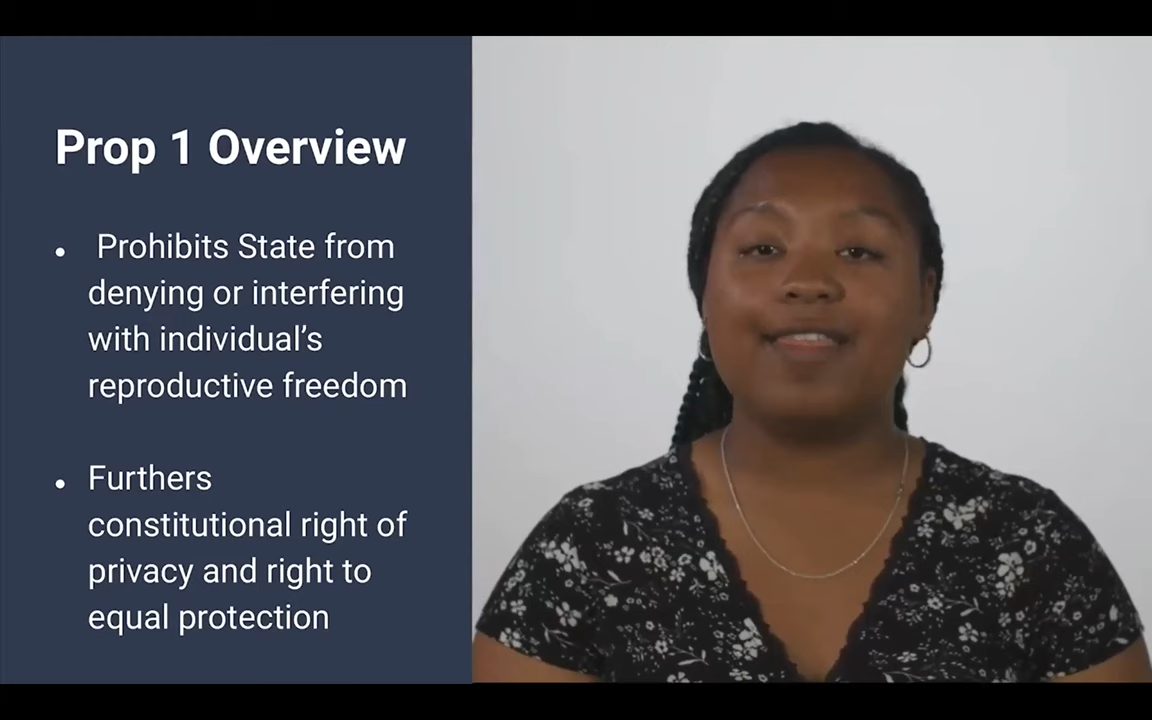 Prop 1 Overview
• Prohibits State from
denying or interfering
with individual’s
reproductive freedom
• Furthers
constitutional right of
privacy and right to
equal protection